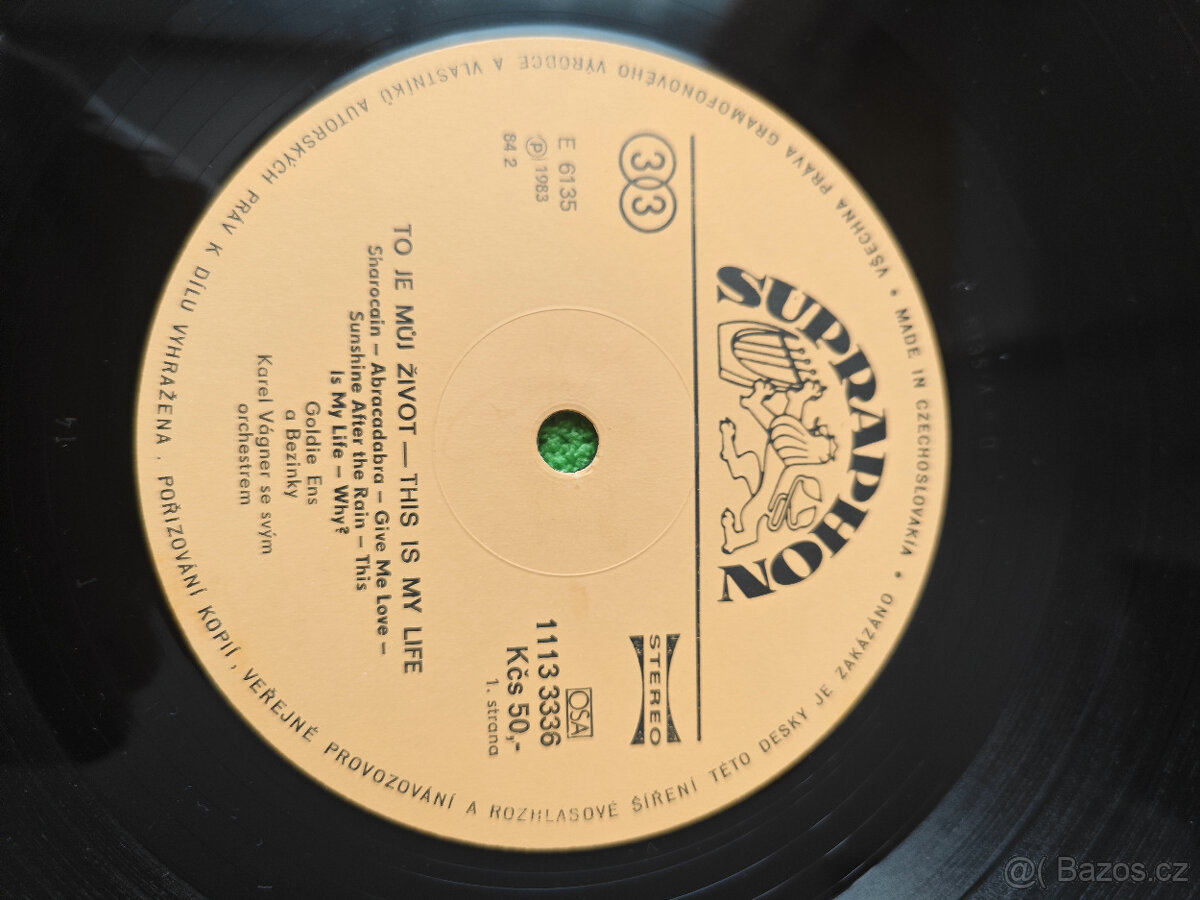 SUPRAPHON
33
STEREO
E 6135
OSA
℗ 1983
1113 3336
84 2
Kčs 50,-
1. strana
TO JE MŮJ ŽIVOT — THIS IS MY LIFE
Sharocain – Abracadabra – Give Me Love –
Sunshine After the Rain – This
Is My Life – Why?
Goldie Ens
a Bezinky
Karel Vágner se svým
orchestrem
• MADE IN CZECHOSLOVAKIA • VŠECHNA PRÁVA GRAMOFONOVÉHO VÝROBCE A VLASTNÍKŮ AUTORSKÝCH PRÁV K DÍLU VYHRAŽENA, POŘIZOVÁNÍ KOPIÍ, VEŘEJNÉ PROVOZOVÁNÍ A ROZHLASOVÉ ŠÍŘENÍ TÉTO DESKY JE ZAKÁZÁNO
@( Bazos.cz